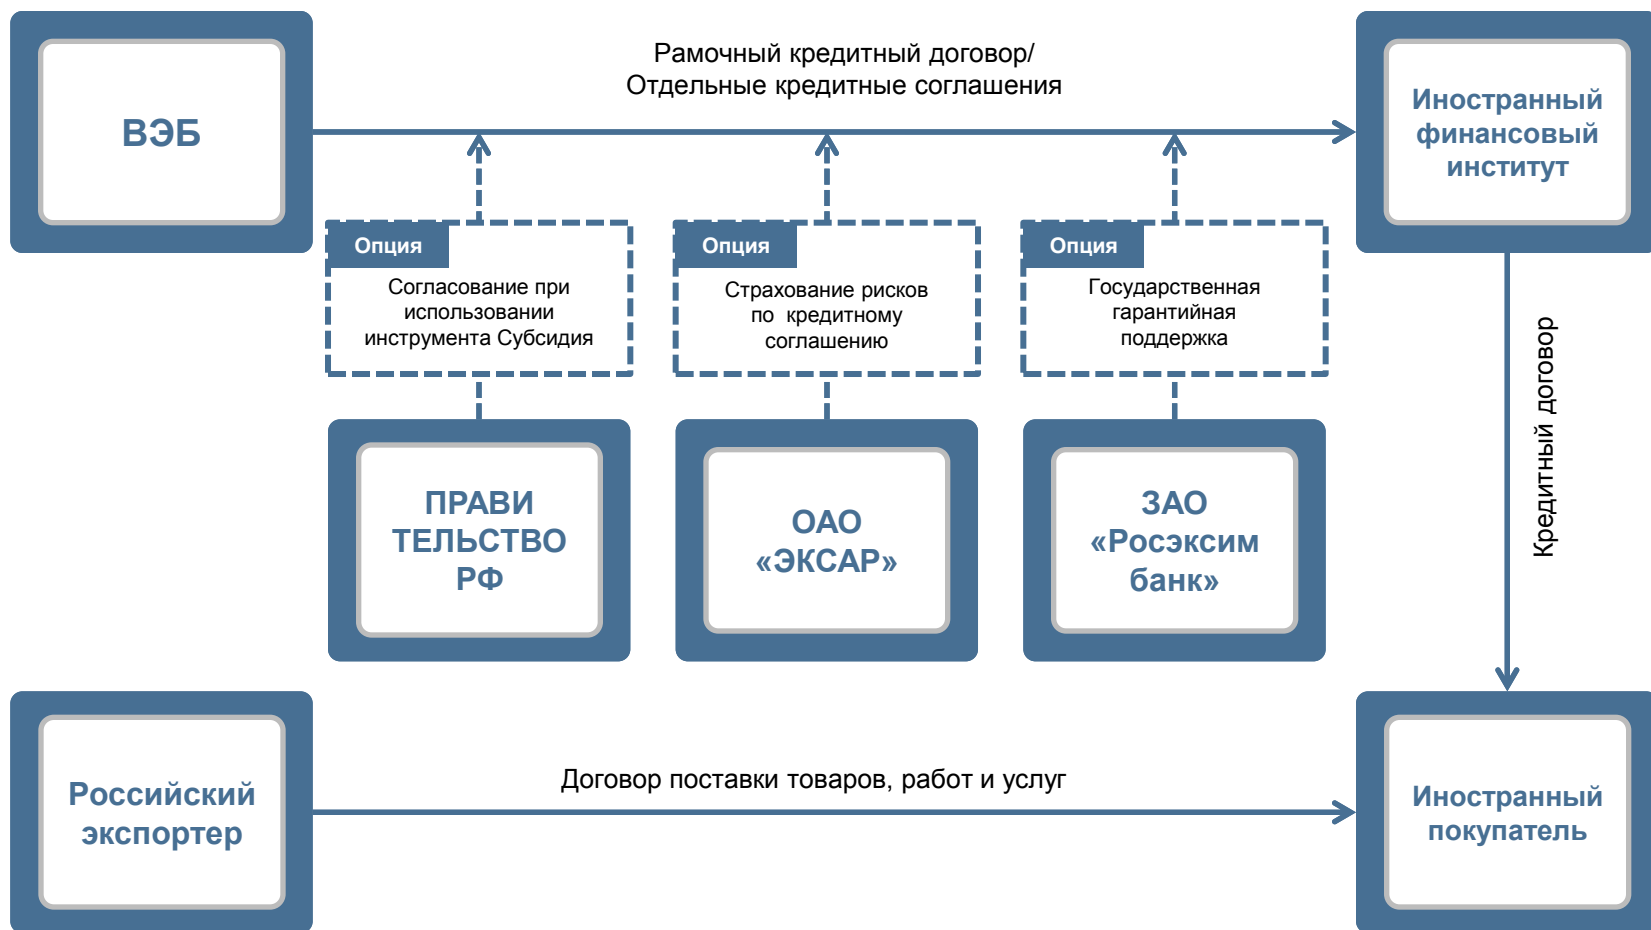 Рамочный кредитный договор/
Отдельные кредитные соглашения
ВЭБ
Иностранный
финансовый
институт
Опция
Согласование при
использовании
инструмента Субсидия
Опция
Страхование рисков
по кредитному
соглашению
Опция
Государственная
гарантийная
поддержка
Кредитный договор
ПРАВИ
ТЕЛЬСТВО
РФ
ОАО
«ЭКСАР»
ЗАО
«Росэксим
банк»
Российский
экспортер
Договор поставки товаров, работ и услуг
Иностранный
покупатель